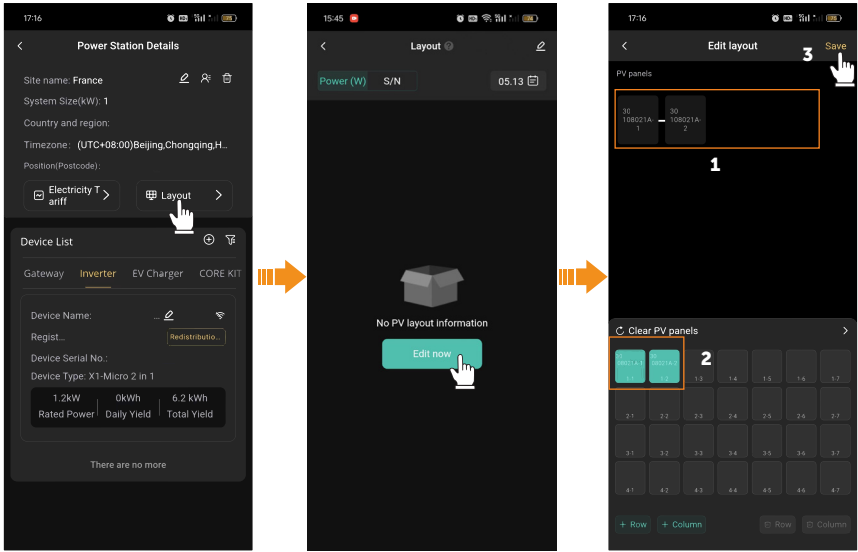 17:16
Power Station Details
Site name: France
System Size(kW): 1
Country and region:
Timezone: (UTC+08:00)Beijing,Chongqing,H...
Position(Postcode):
Electricity T
ariff
Layout
Device List
Gateway Inverter EV Charger CORE KIT
Device Name: ...
Regist... Redistributio...
Device Serial No.:
Device Type: X1-Micro 2 in 1
1.2kW 0kWh 6.2 kWh
Rated Power Daily Yield Total Yield
There are no more
15:45
Layout
Power (W) S/N 05.13
No PV layout information
Edit now
17:16
Edit layout
3
Save
PV panels
30 30
108021A- 108021A-
1 2
1
Clear PV panels
2
1-1 1-2 1-3 1-4 1-5 1-6 1-7
2-1 2-2 2-3 2-4 2-5 2-6 2-7
3-1 3-2 3-3 3-4 3-5 3-6 3-7
4-1 4-2 4-3 4-4 4-5 4-6 4-7
+ Row + Column Row Column